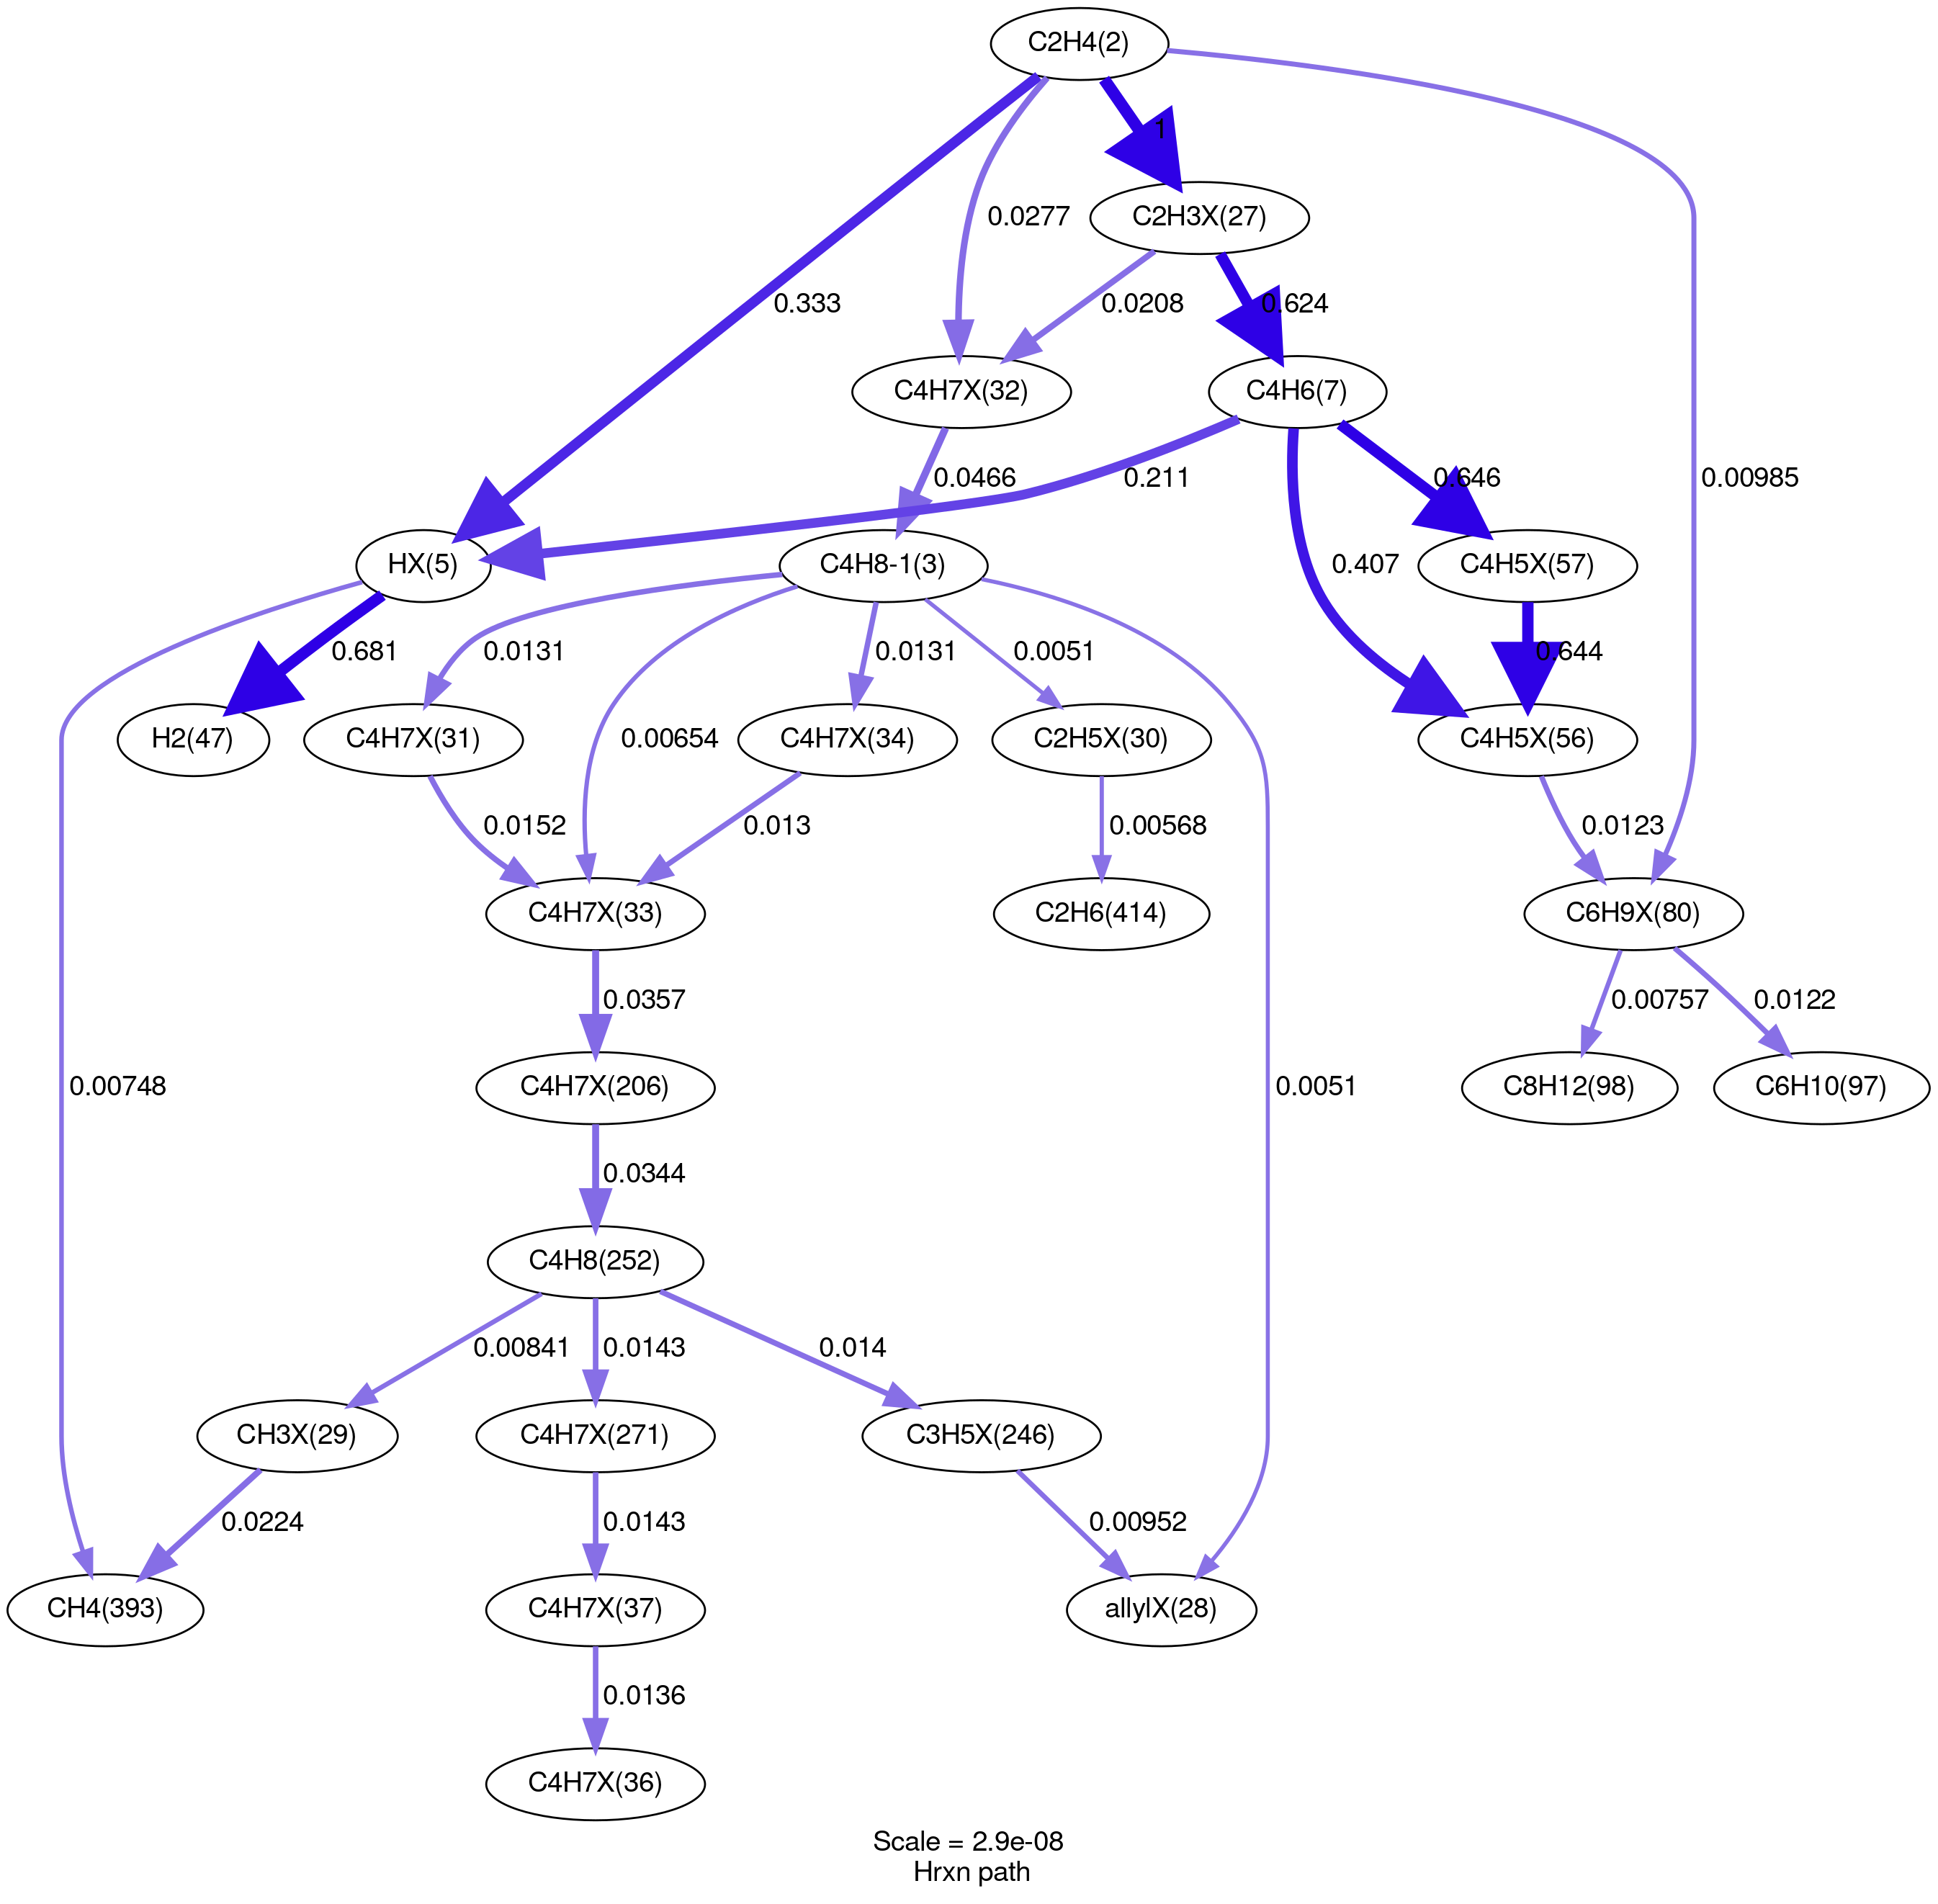 C2H4(2)
1
0.0277
C2H3X(27)
0.333
0.0208
0.624
C4H7X(32)
C4H6(7)
0.0466
0.211
0.646
0.00985
HX(5)
C4H8-1(3)
0.407
C4H5X(57)
0.681
0.0131
0.00654
0.0131
0.0051
0.644
H2(47)
C4H7X(31)
C4H7X(34)
C2H5X(30)
C4H5X(56)
0.0152
0.013
0.00568
0.0123
C4H7X(33)
C2H6(414)
C6H9X(80)
0.0357
0.00757
0.0122
0.00748
C4H7X(206)
0.0051
C8H12(98)
C6H10(97)
0.0344
C4H8(252)
0.00841
0.0143
0.014
CH3X(29)
C4H7X(271)
C3H5X(246)
0.0224
0.0143
0.00952
CH4(393)
C4H7X(37)
allylX(28)
0.0136
C4H7X(36)
Scale = 2.9e-08
Hrxn path